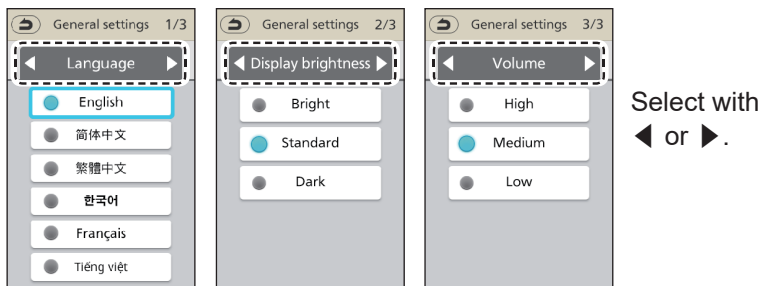 General settings 1/3
◀ Language ▶
English
简体中文
繁體中文
한국어
Français
Tiếng việt
General settings 2/3
◀ Display brightness ▶
Bright
Standard
Dark
General settings 3/3
◀ Volume ▶
High
Medium
Low
Select with
◀ or ▶.